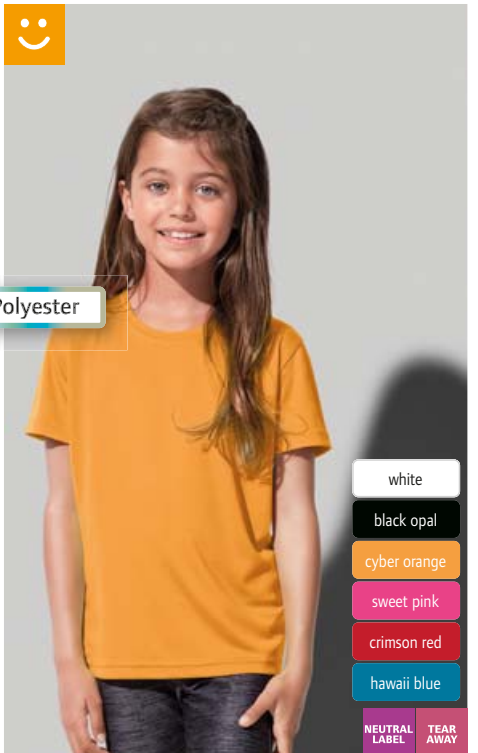 Polyester
white
black opal
cyber orange
sweet pink
crimson red
hawaii blue
NEUTRAL LABEL
TEAR AWAY